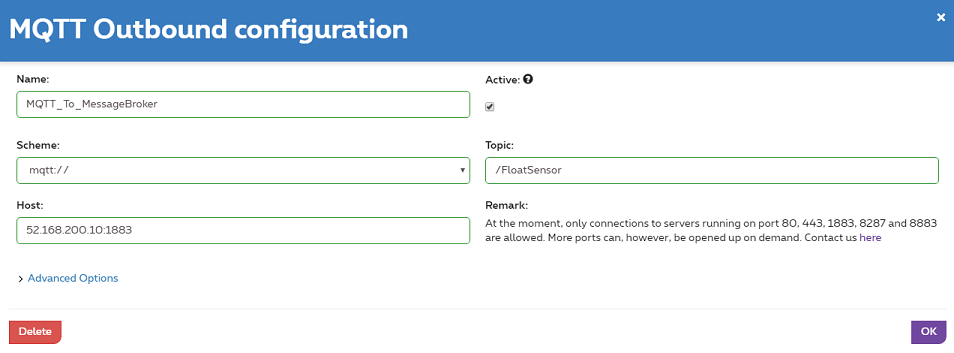 MQTT Outbound configuration
×
Name:
MQTT_To_MessageBroker
Active:
Scheme:
mqtt://
Topic:
/FloatSensor
Host:
52.168.200.10:1883
Remark:
At the moment, only connections to servers running on port 80, 443, 1883, 8287 and 8883
are allowed. More ports can, however, be opened up on demand. Contact us here
Advanced Options
Delete
OK